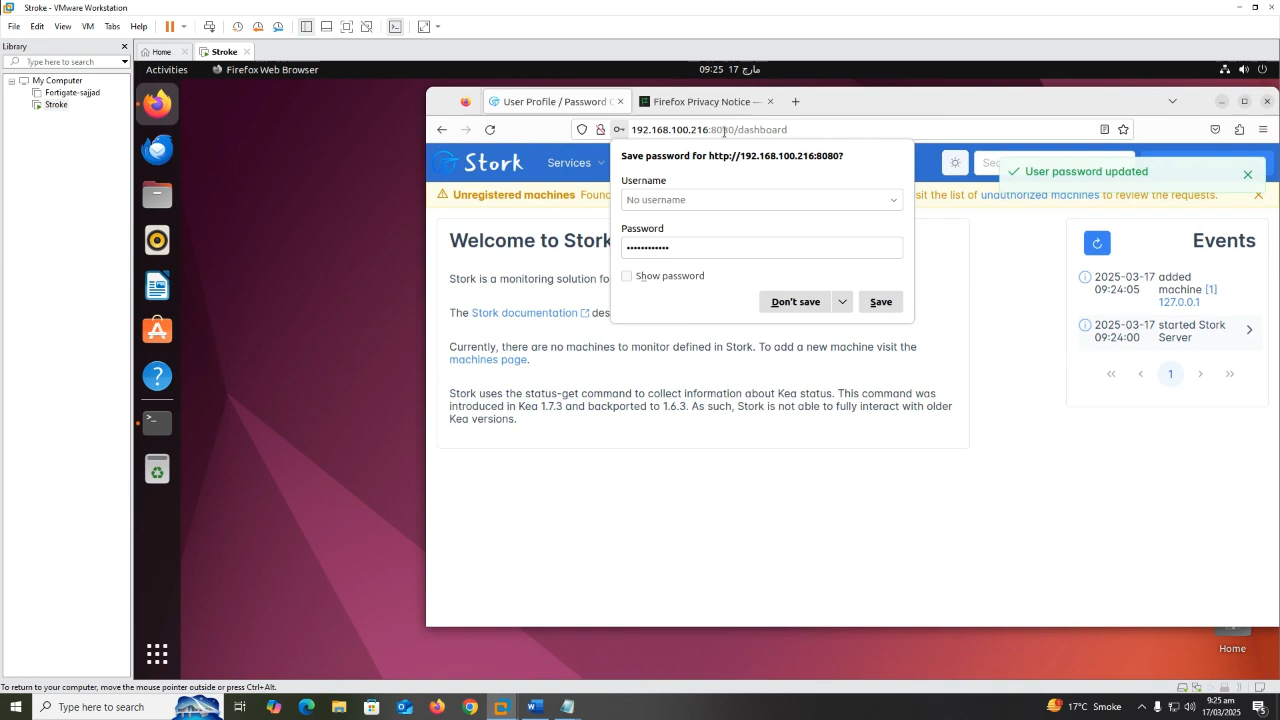 Stroke - VMware Workstation
File Edit View VM Tabs Help
Library
Type here to search
My Computer
Fortigate-sajjad
Stroke
Home
Stroke
Activities
Firefox Web Browser
09:25 17 مارچ
User Profile / Password C
Firefox Privacy Notice —
192.168.100.216:8080/dashboard
Stork
Services
Save password for http://192.168.100.216:8080?
Username
No username
Password
••••••••••••
Show password
Don't save
Save
User password updated
Unregistered machines Foun
sit the list of unauthorized machines to review the requests.
Welcome to Stork
Stork is a monitoring solution fo
The Stork documentation des
Currently, there are no machines to monitor defined in Stork. To add a new machine visit the
machines page.
Stork uses the status-get command to collect information about Kea status. This command was
introduced in Kea 1.7.3 and backported to 1.6.3. As such, Stork is not able to fully interact with older
Kea versions.
Events
2025-03-17 added
09:24:05 machine [1]
127.0.0.1
2025-03-17 started Stork
09:24:00 Server
1
Home
To return to your computer, move the mouse pointer outside or press Ctrl+Alt.
Type here to search
17°C Smoke
9:25 am
17/03/2025